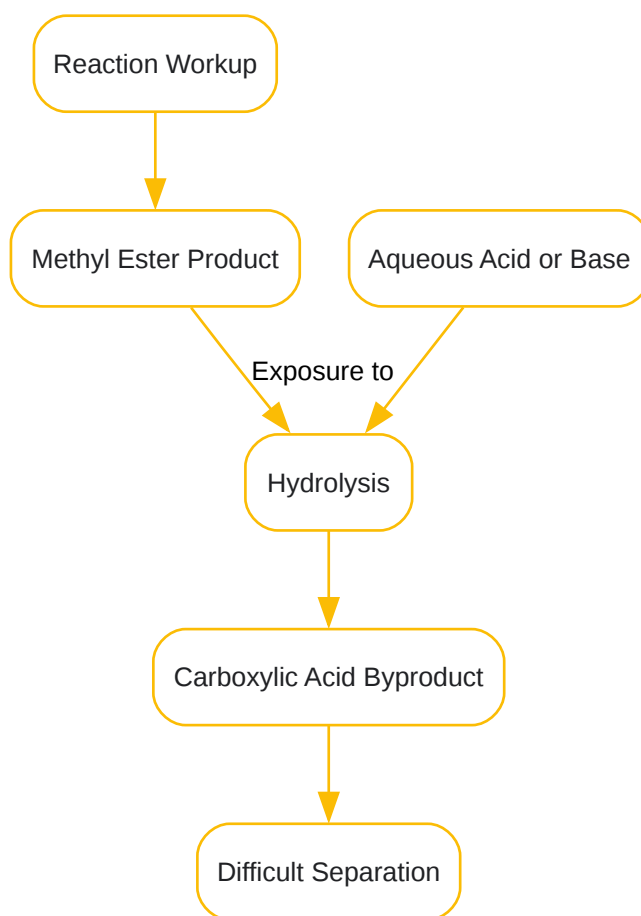 Reaction Workup
Methyl Ester Product
Aqueous Acid or Base
Exposure to
Hydrolysis
Carboxylic Acid Byproduct
Difficult Separation